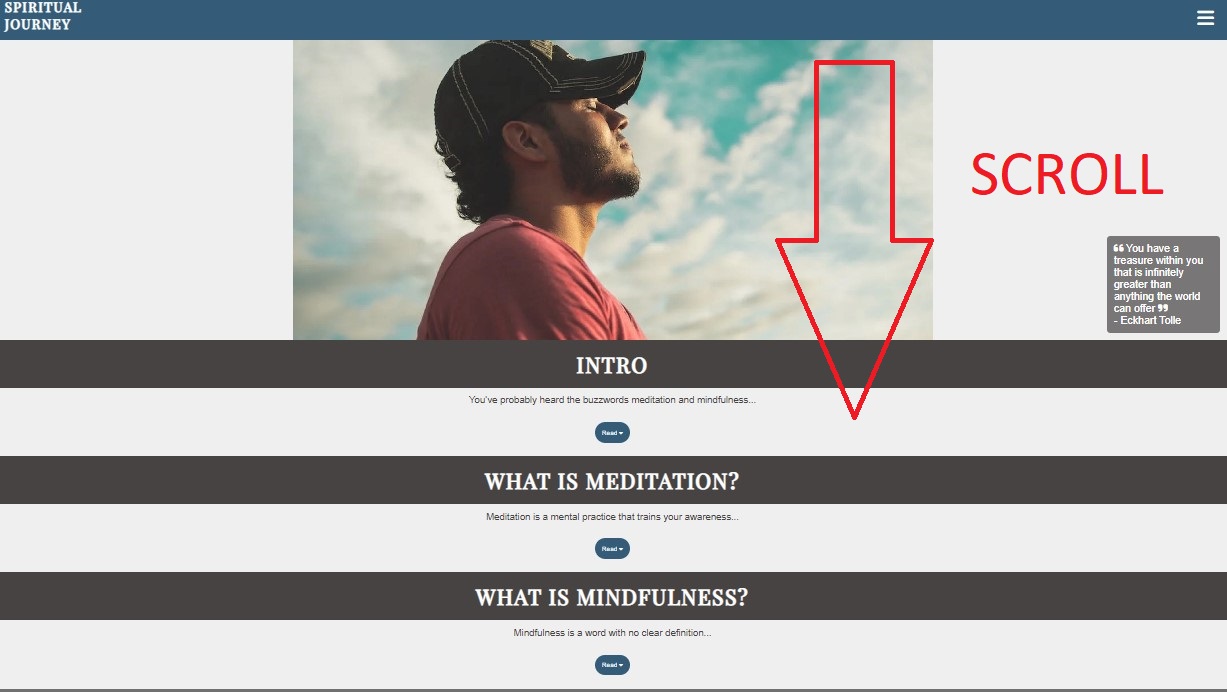 SPIRITUAL
JOURNEY
SCROLL
❝ You have a
treasure within you
that is infinitely
greater than
anything the world
can offer ❞
- Eckhart Tolle
INTRO
You've probably heard the buzzwords meditation and mindfulness...
Read
WHAT IS MEDITATION?
Meditation is a mental practice that trains your awareness...
Read
WHAT IS MINDFULNESS?
Mindfulness is a word with no clear definition...
Read